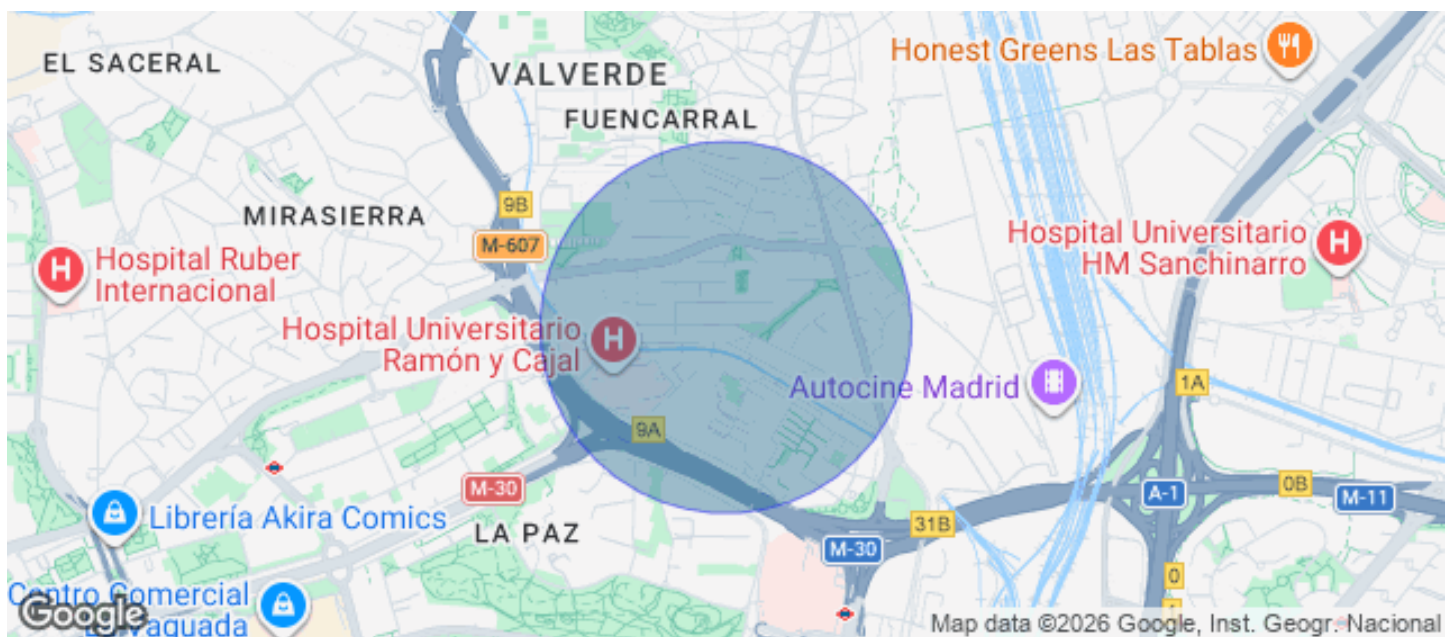 EL SACERAL
VALVERDE
FUENCARRAL
Honest Greens Las Tablas
MIRASIERRA
9B
M-607
Hospital Ruber
Internacional
Hospital Universitario
Ramón y Cajal
H
H
Hospital Universitario
HM Sanchinarro
H
Autocine Madrid
1A
9A
M-30
Librería Akira Comics
LA PAZ
31B
M-30
A-1
0B
M-11
0
Centro Comercial
Google
Map data ©2026 Google, Inst. Geogr. Nacional